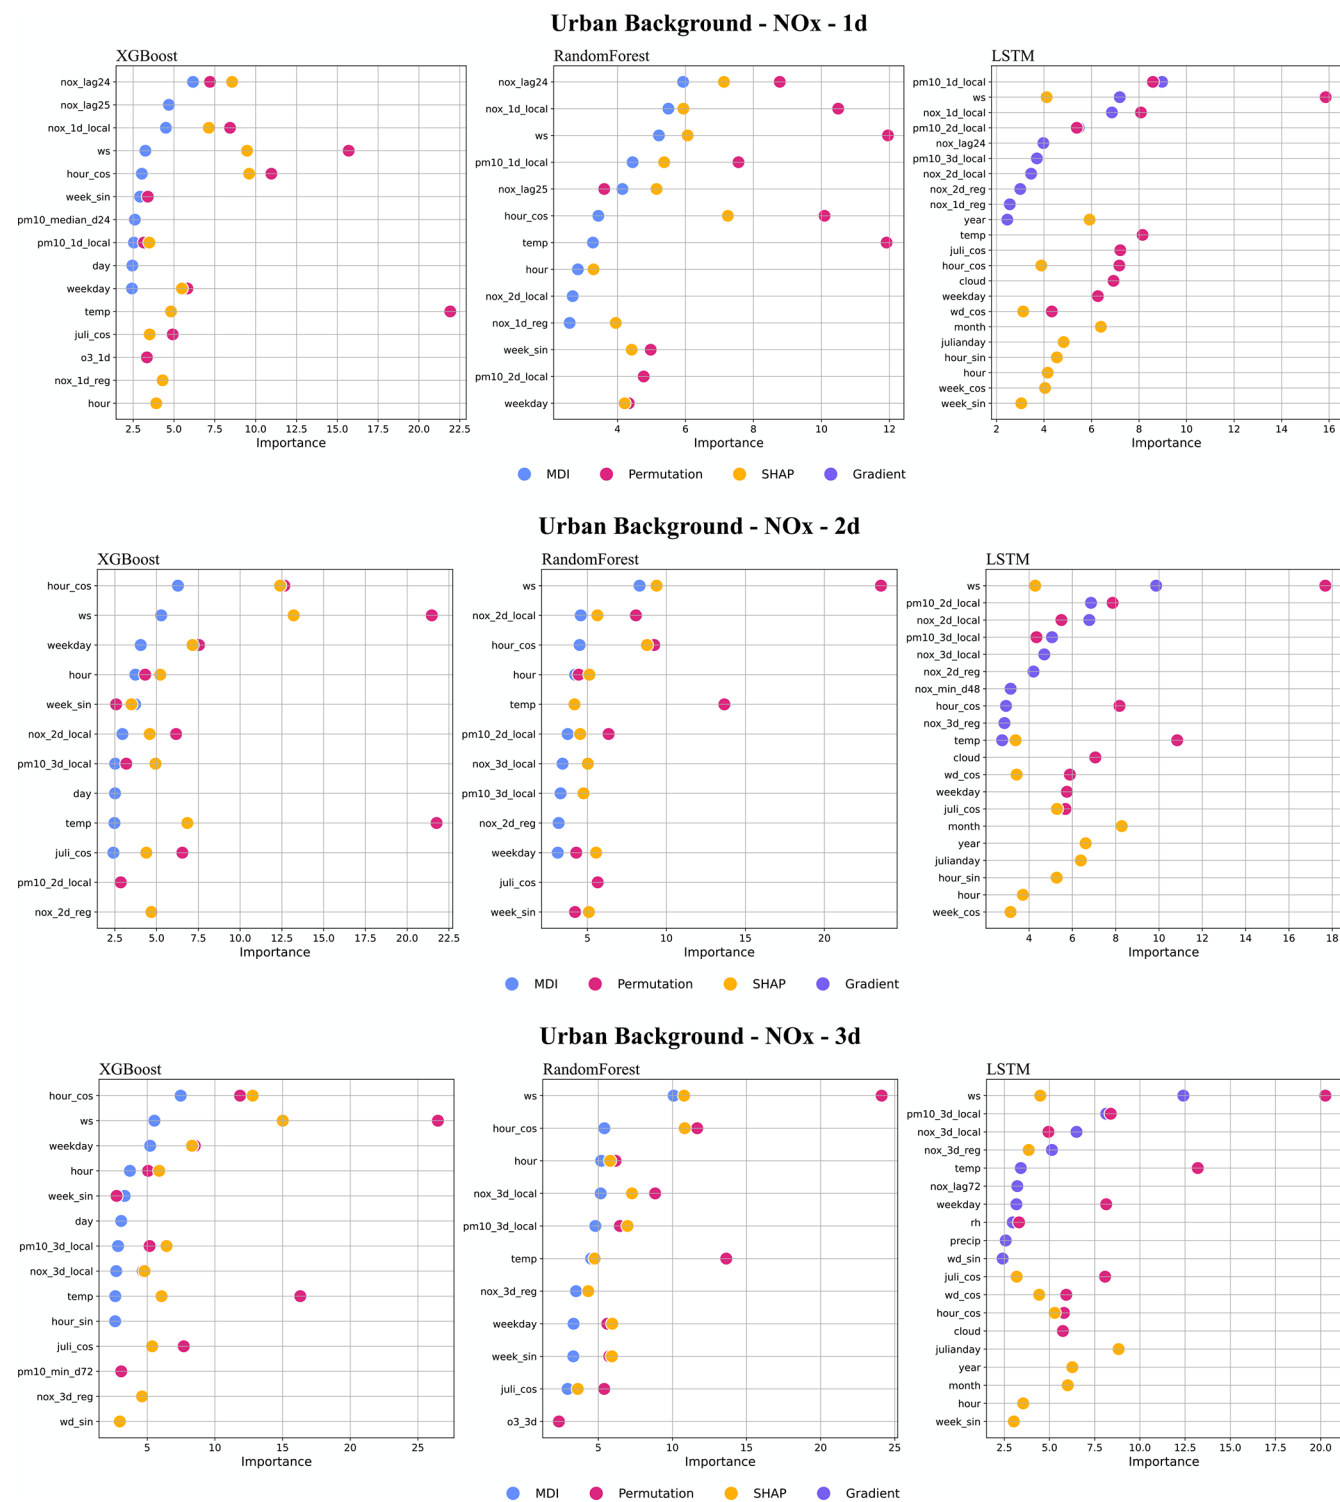 Urban Background - NOx - 1d
XGBoost
nox_lag24
nox_lag25
nox_1d_local
ws
hour_cos
week_sin
pm10_median_d24
pm10_1d_local
day
weekday
temp
juli_cos
o3_1d
nox_1d_reg
hour
2.5 5.0 7.5 10.0 12.5 15.0 17.5 20.0 22.5
Importance
RandomForest
nox_lag24
nox_1d_local
ws
pm10_1d_local
nox_lag25
hour_cos
temp
hour
nox_2d_local
nox_1d_reg
week_sin
pm10_2d_local
weekday
4 6 8 10 12
Importance
LSTM
pm10_1d_local
ws
nox_1d_local
pm10_2d_local
nox_lag24
pm10_3d_local
nox_2d_local
nox_2d_reg
nox_1d_reg
year
temp
juli_cos
hour_cos
cloud
weekday
wd_cos
month
julianday
hour_sin
hour
week_cos
week_sin
2 4 6 8 10 12 14 16
Importance
MDI Permutation SHAP Gradient
Urban Background - NOx - 2d
XGBoost
hour_cos
ws
weekday
hour
week_sin
nox_2d_local
pm10_3d_local
day
temp
juli_cos
pm10_2d_local
nox_2d_reg
2.5 5.0 7.5 10.0 12.5 15.0 17.5 20.0 22.5
Importance
RandomForest
ws
nox_2d_local
hour_cos
hour
temp
pm10_2d_local
nox_3d_local
pm10_3d_local
nox_2d_reg
weekday
juli_cos
week_sin
5 10 15 20
Importance
LSTM
ws
pm10_2d_local
nox_2d_local
pm10_3d_local
nox_3d_local
nox_2d_reg
nox_min_d48
hour_cos
nox_3d_reg
temp
cloud
wd_cos
weekday
juli_cos
month
year
julianday
hour_sin
hour
week_cos
4 6 8 10 12 14 16 18
Importance
MDI Permutation SHAP Gradient
Urban Background - NOx - 3d
XGBoost
hour_cos
ws
weekday
hour
week_sin
day
pm10_3d_local
nox_3d_local
temp
hour_sin
juli_cos
pm10_min_d72
nox_3d_reg
wd_sin
5 10 15 20 25
Importance
RandomForest
ws
hour_cos
hour
nox_3d_local
pm10_3d_local
temp
nox_3d_reg
weekday
week_sin
juli_cos
o3_3d
5 10 15 20 25
Importance
LSTM
ws
pm10_3d_local
nox_3d_local
nox_3d_reg
temp
nox_lag72
weekday
rh
precip
wd_sin
juli_cos
wd_cos
hour_cos
cloud
julianday
year
month
hour
week_sin
2.5 5.0 7.5 10.0 12.5 15.0 17.5 20.0
Importance
MDI Permutation SHAP Gradient